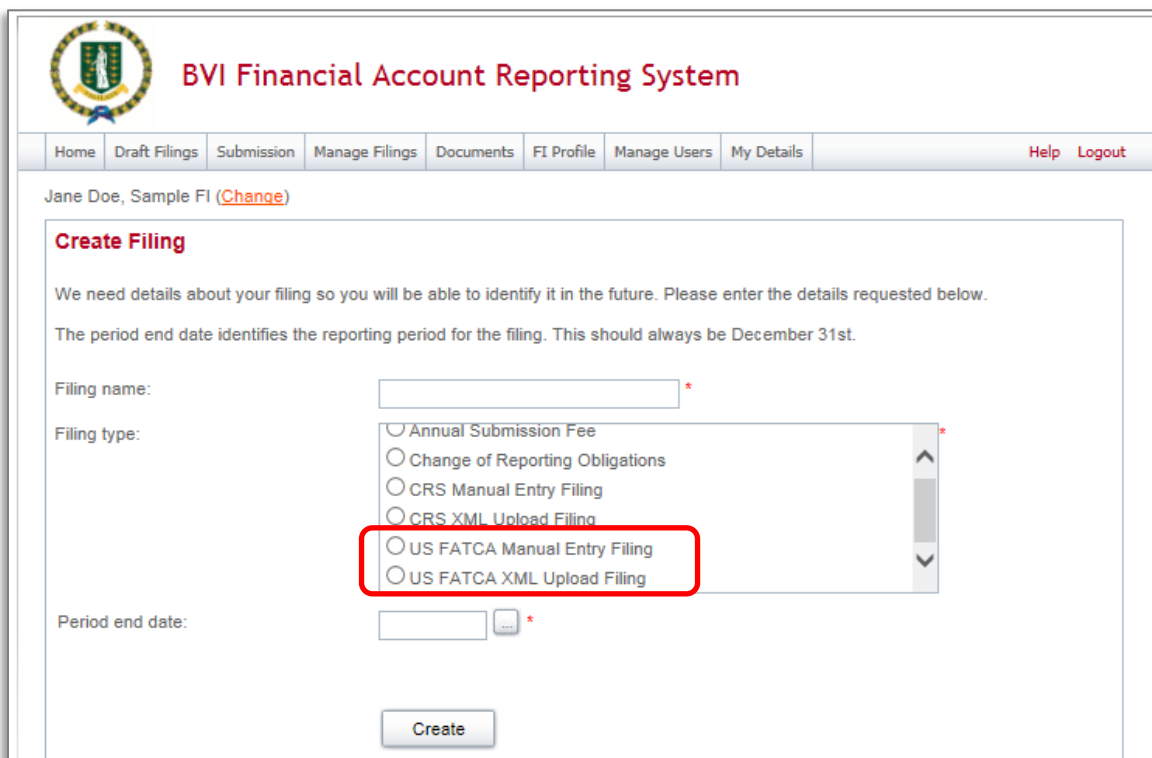 BVI Financial Account Reporting System
Home Draft Filings Submission Manage Filings Documents FI Profile Manage Users My Details Help Logout
Jane Doe, Sample FI (Change)
Create Filing
We need details about your filing so you will be able to identify it in the future. Please enter the details requested below.
The period end date identifies the reporting period for the filing. This should always be December 31st.
Filing name: *
Filing type: *
Annual Submission Fee
Change of Reporting Obligations
CRS Manual Entry Filing
CRS XML Upload Filing
US FATCA Manual Entry Filing
US FATCA XML Upload Filing
Period end date: ... *
Create